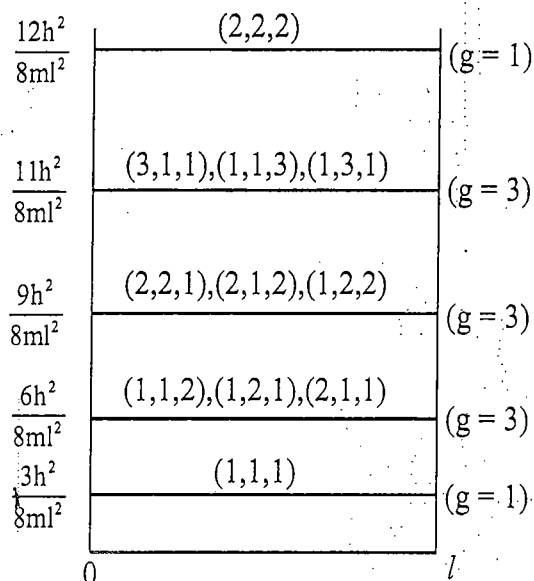 12h²
8ml²
(2,2,2)
(g = 1)
11h²
8ml²
(3,1,1),(1,1,3),(1,3,1)
(g = 3)
9h²
8ml²
(2,2,1),(2,1,2),(1,2,2)
(g = 3)
6h²
8ml²
(1,1,2),(1,2,1),(2,1,1)
(g = 3)
3h²
8ml²
(1,1,1)
(g = 1)
0
l